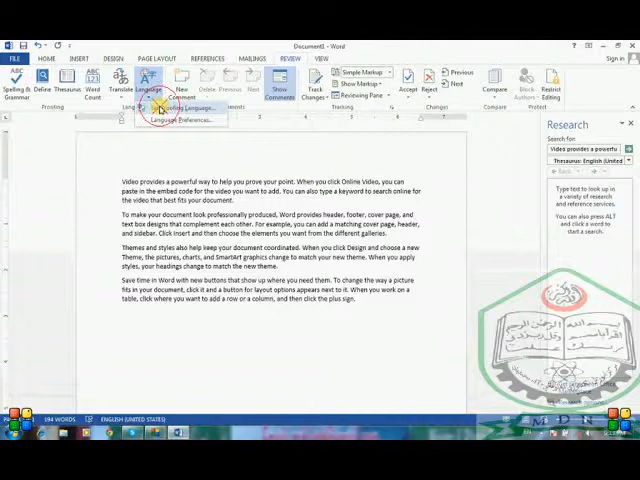 Document1 - Word
Sign in
FILE HOME INSERT DESIGN PAGE LAYOUT REFERENCES MAILINGS REVIEW VIEW
Spelling & Grammar
Define
Thesaurus
Word Count
Translate
Language
New Comment
Delete
Show Comments
Track Changes
Simple Markup
Show Markup
Reviewing Pane
Accept
Reject
Previous
Next
Compare
Proofing
Tracking
Changes
Compare
Language...
Language Preferences...
Research
Search for:
Video provides a powerful
Thesaurus: English (United
Type text to look up in
a variety of research
and reference services.
You can also press ALT
and click a word to
start a search.
Video provides a powerful way to help you prove your point. When you click Online Video, you can
paste in the embed code for the video you want to add. You can also type a keyword to search online for
the video that best fits your document.
To make your document look professionally produced, Word provides header, footer, cover page, and
text box designs that complement each other. For example, you can add a matching cover page, header,
and sidebar. Click Insert and then choose the elements you want from the different galleries.
Themes and styles also help keep your document coordinated. When you click Design and choose a new
Theme, the pictures, charts, and SmartArt graphics change to match your new theme. When you apply
styles, your headings change to match the new theme.
Save time in Word with new buttons that show up where you need them. To change the way a picture
fits in your document, click it and a button for layout options appears next to it. When you work on a
table, click where you want to add a row or a column, and then click the plus sign.
194 WORDS ENGLISH (UNITED STATES)
M D N
EN